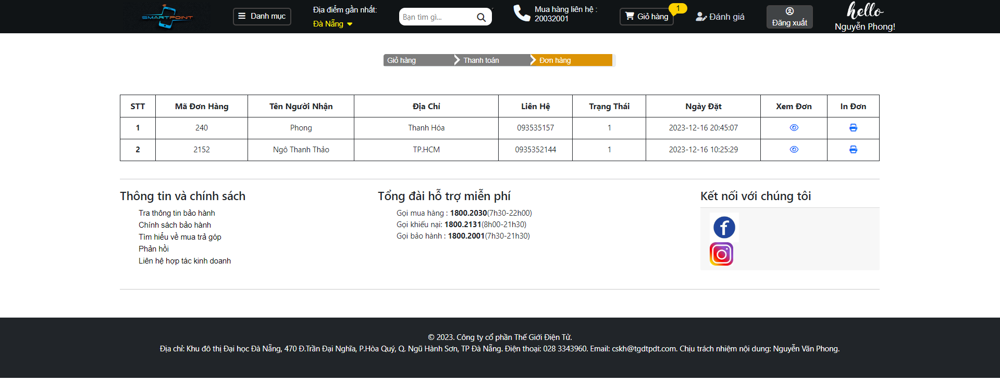 SMARTPOINT
Danh mục
Địa điểm gần nhất:
Đà Nẵng
Bạn tìm gì...
Mua hàng liên hệ :
20032001
Giỏ hàng
1
Đánh giá
Đăng xuất
hello
Nguyễn Phong!
Giỏ hàng Thanh toán Đơn hàng
STT Mã Đơn Hàng Tên Người Nhận Địa Chỉ Liên Hệ Trạng Thái Ngày Đặt Xem Đơn In Đơn
1 240 Phong Thanh Hóa 093535157 1 2023-12-16 20:45:07
2 2152 Ngô Thanh Thảo TP.HCM 0935352144 1 2023-12-16 10:25:29
Thông tin và chính sách
Tra thông tin bảo hành
Chính sách bảo hành
Tìm hiểu về mua trả góp
Phản hồi
Liên hệ hợp tác kinh doanh
Tổng đài hỗ trợ miễn phí
Gọi mua hàng : 1800.2030(7h30-22h00)
Gọi khiếu nại: 1800.2131(8h00-21h30)
Gọi bảo hành : 1800.2001(7h30-21h30)
Kết nối với chúng tôi
© 2023. Công ty cổ phần Thế Giới Điện Tử.
Địa chỉ: Khu đô thị Đại học Đà Nẵng, 470 Đ.Trần Đại Nghĩa, P.Hòa Quý, Q. Ngũ Hành Sơn, TP Đà Nẵng. Điện thoại: 028 3343960. Email: cskh@tgdtpdt.com. Chịu trách nhiệm nội dung: Nguyễn Văn Phong.